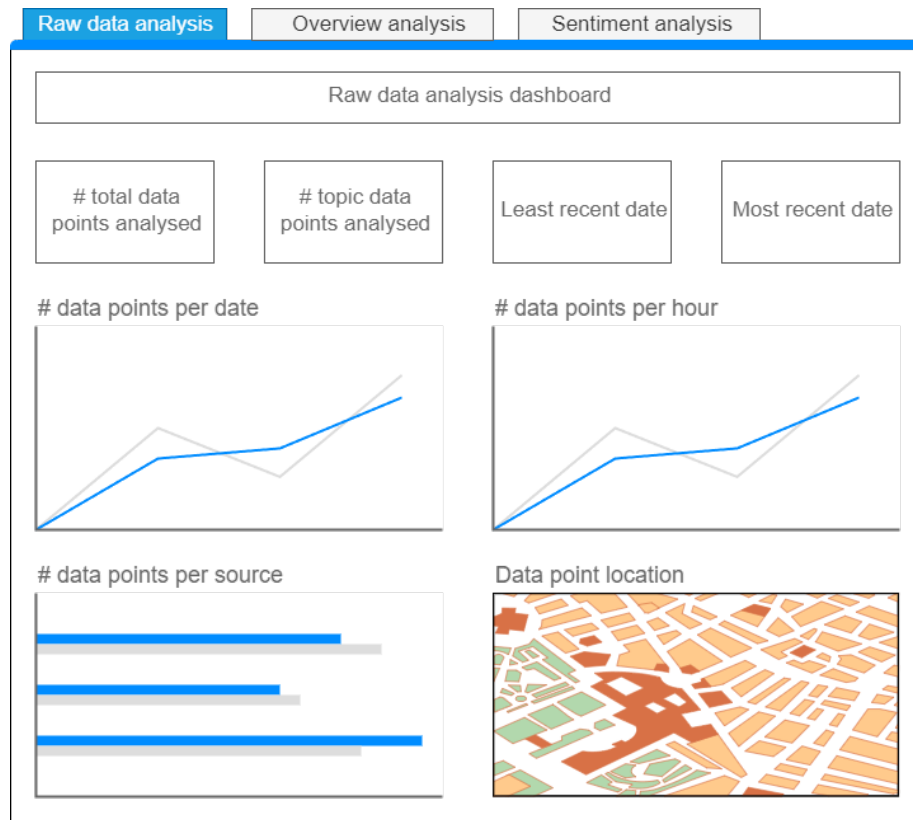 Raw data analysis
Overview analysis
Sentiment analysis
Raw data analysis dashboard
# total data
points analysed
# topic data
points analysed
Least recent date
Most recent date
# data points per date
# data points per hour
# data points per source
Data point location